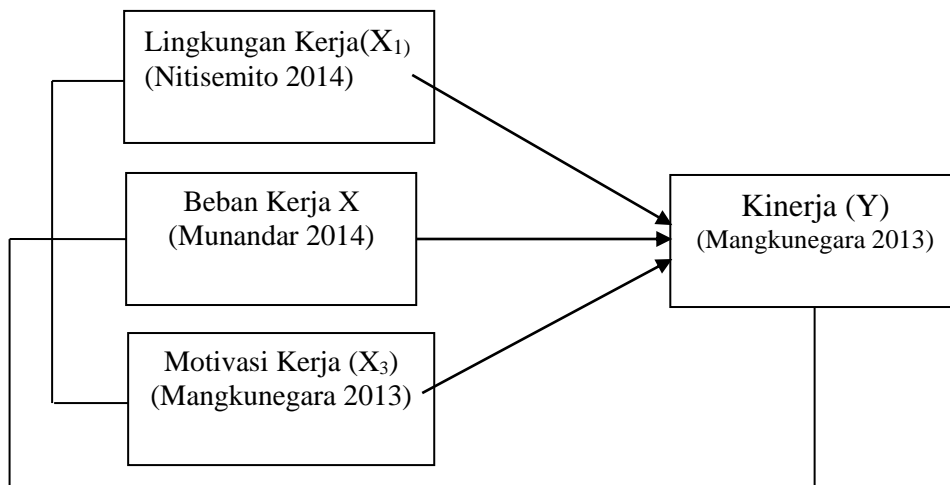 Lingkungan Kerja(X₁)
(Nitisemito 2014)
Beban Kerja X
(Munandar 2014)
Motivasi Kerja (X₃)
(Mangkunegara 2013)
Kinerja (Y)
(Mangkunegara 2013)